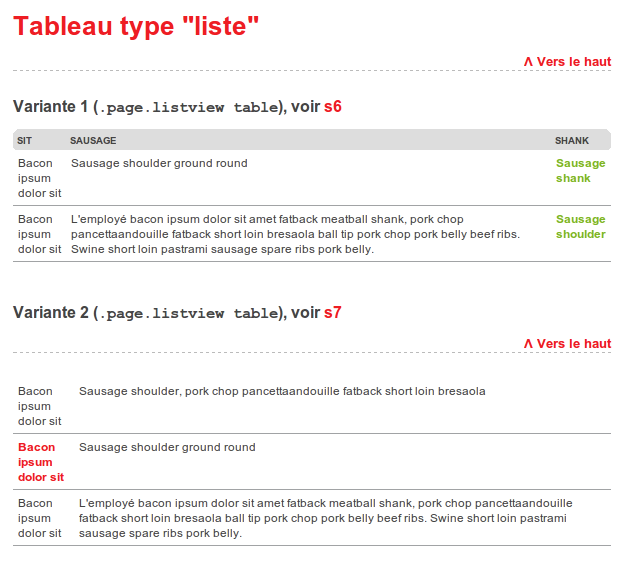 Tableau type "liste"
Λ Vers le haut
Variante 1 (.page.listview table), voir s6
SIT SAUSAGE SHANK
Bacon Sausage shoulder ground round Sausage
ipsum shank
dolor sit
Bacon L'employé bacon ipsum dolor sit amet fatback meatball shank, pork chop Sausage
ipsum pancettaandouille fatback short loin bresaola ball tip pork chop pork belly beef ribs. shoulder
dolor sit Swine short loin pastrami sausage spare ribs pork belly.
Variante 2 (.page.listview table), voir s7
Λ Vers le haut
Bacon Sausage shoulder, pork chop pancettaandouille fatback short loin bresaola
ipsum
dolor sit
Bacon Sausage shoulder ground round
ipsum
dolor sit
Bacon L'employé bacon ipsum dolor sit amet fatback meatball shank, pork chop pancettaandouille
ipsum fatback short loin bresaola ball tip pork chop pork belly beef ribs. Swine short loin pastrami
dolor sit sausage spare ribs pork belly.